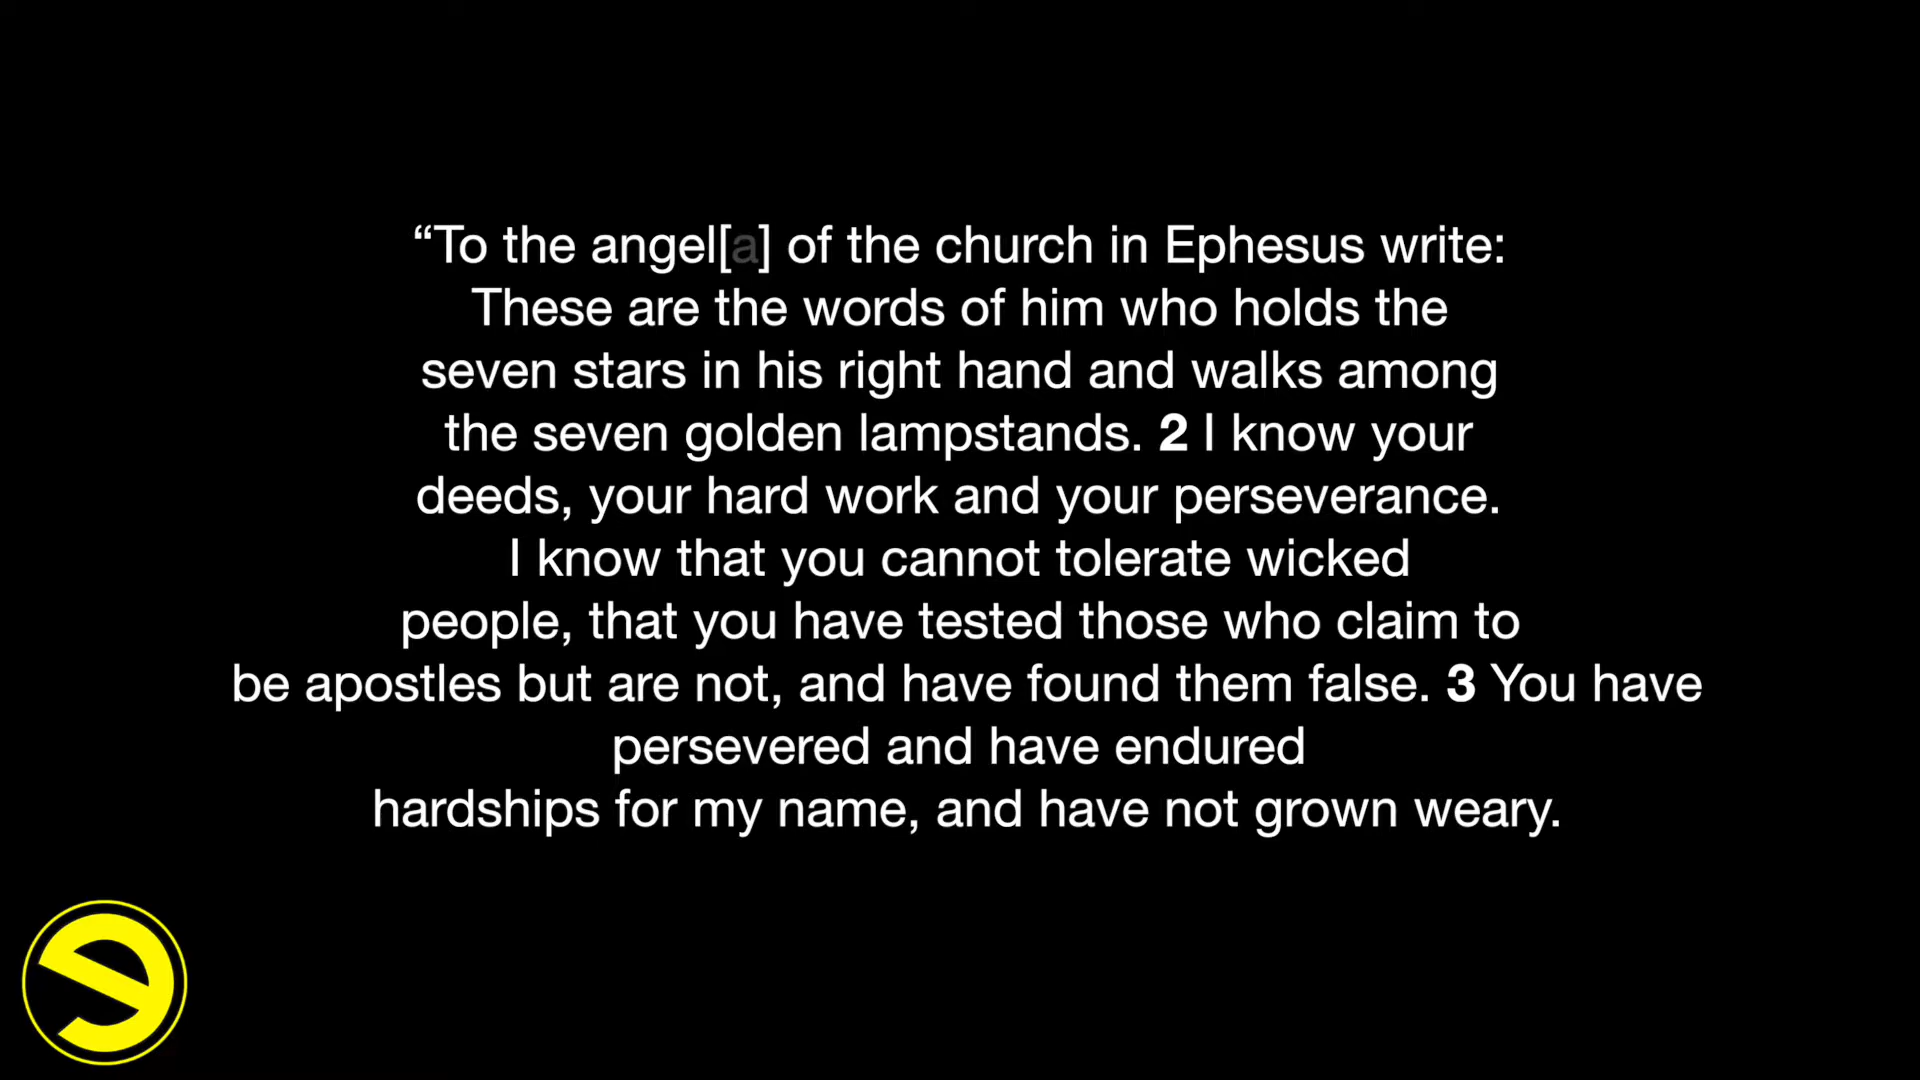 “To the angel[a] of the church in Ephesus write:
These are the words of him who holds the
seven stars in his right hand and walks among
the seven golden lampstands. 2 I know your
deeds, your hard work and your perseverance.
I know that you cannot tolerate wicked
people, that you have tested those who claim to
be apostles but are not, and have found them false. 3 You have
persevered and have endured
hardships for my name, and have not grown weary.